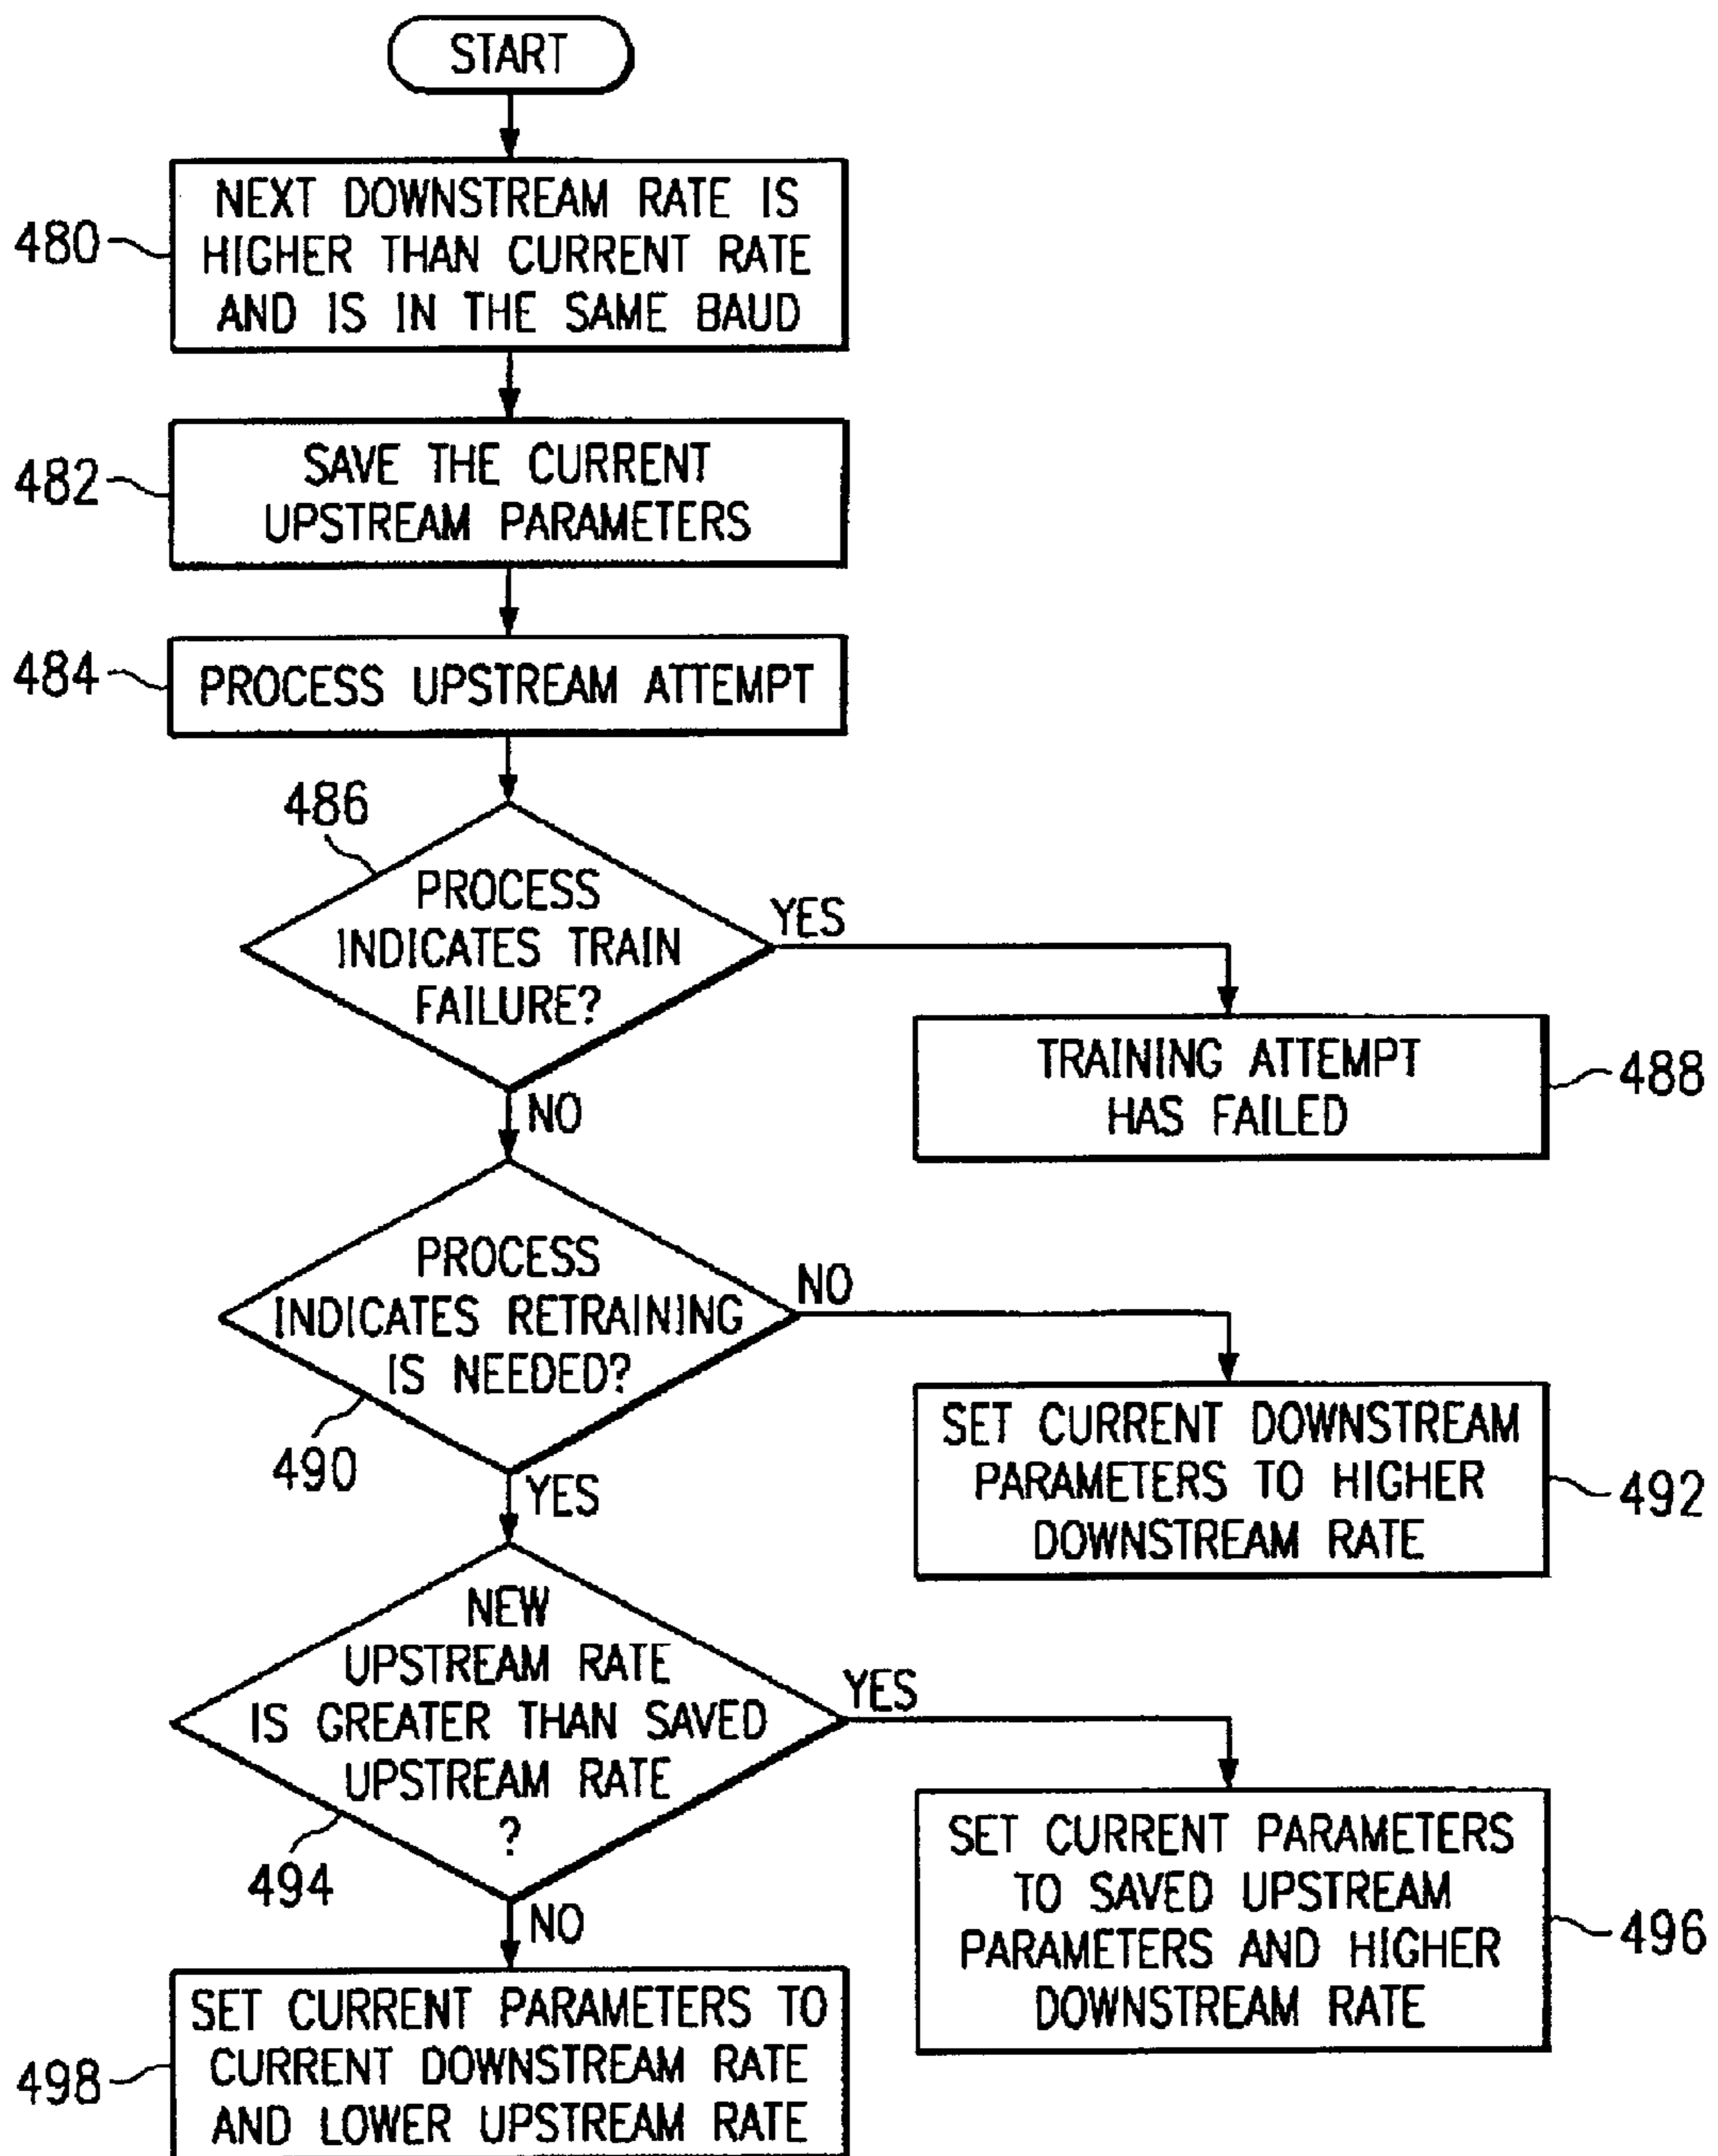 START
NEXT DOWNSTREAM RATE IS
HIGHER THAN CURRENT RATE
AND IS IN THE SAME BAUD
480
SAVE THE CURRENT
UPSTREAM PARAMETERS
482
PROCESS UPSTREAM ATTEMPT
484
486
PROCESS
INDICATES TRAIN
FAILURE?
YES
NO
TRAINING ATTEMPT
HAS FAILED
488
PROCESS
INDICATES RETRAINING
IS NEEDED?
NO
490
YES
SET CURRENT DOWNSTREAM
PARAMETERS TO HIGHER
DOWNSTREAM RATE
492
NEW
UPSTREAM RATE
IS GREATER THAN SAVED
UPSTREAM RATE
?
YES
494
NO
SET CURRENT PARAMETERS
TO SAVED UPSTREAM
PARAMETERS AND HIGHER
DOWNSTREAM RATE
496
SET CURRENT PARAMETERS TO
CURRENT DOWNSTREAM RATE
AND LOWER UPSTREAM RATE
498